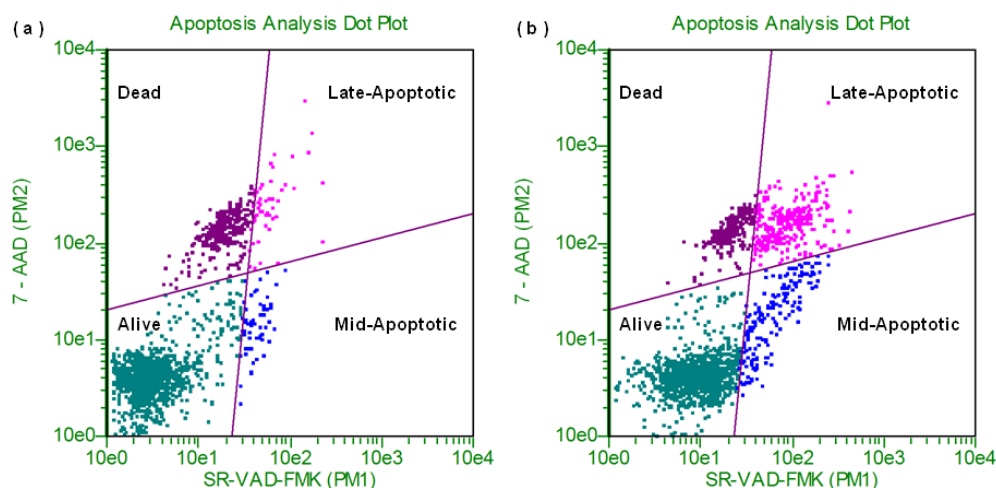 ( a )
Apoptosis Analysis Dot Plot
10e4
10e3
10e2
10e1
10e0
7 - AAD (PM2)
Dead
Late-Apoptotic
Alive
Mid-Apoptotic
10e0 10e1 10e2 10e3 10e4
SR-VAD-FMK (PM1)
( b )
Apoptosis Analysis Dot Plot
10e4
10e3
10e2
10e1
10e0
7 - AAD (PM2)
Dead
Late-Apoptotic
Alive
Mid-Apoptotic
10e0 10e1 10e2 10e3 10e4
SR-VAD-FMK (PM1)